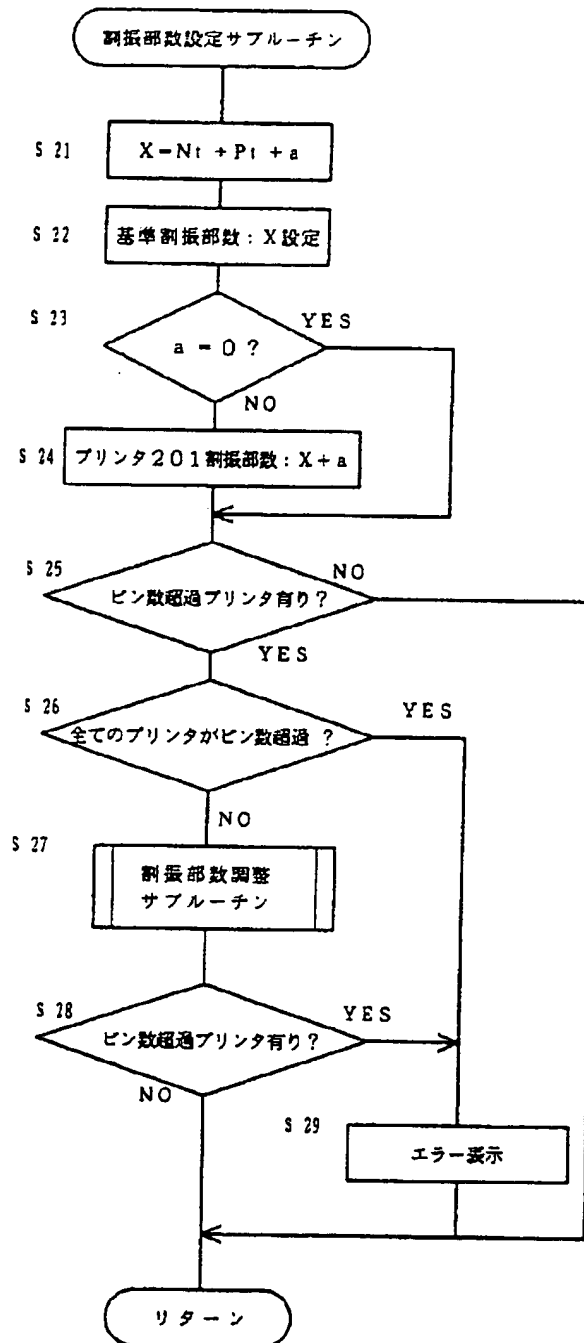 割振部数設定サブルーチン
S 21
X=Nt÷Pt+a
S 22
基準割振部数：X設定
S 23
YES
a=0？
NO
S 24
プリンタ201割振部数：X+a
S 25
NO
ビン数超過プリンタ有り？
YES
S 26
YES
全てのプリンタがビン数超過？
NO
S 27
割振部数調整
サブルーチン
S 28
YES
ビン数超過プリンタ有り？
NO
S 29
エラー表示
リターン